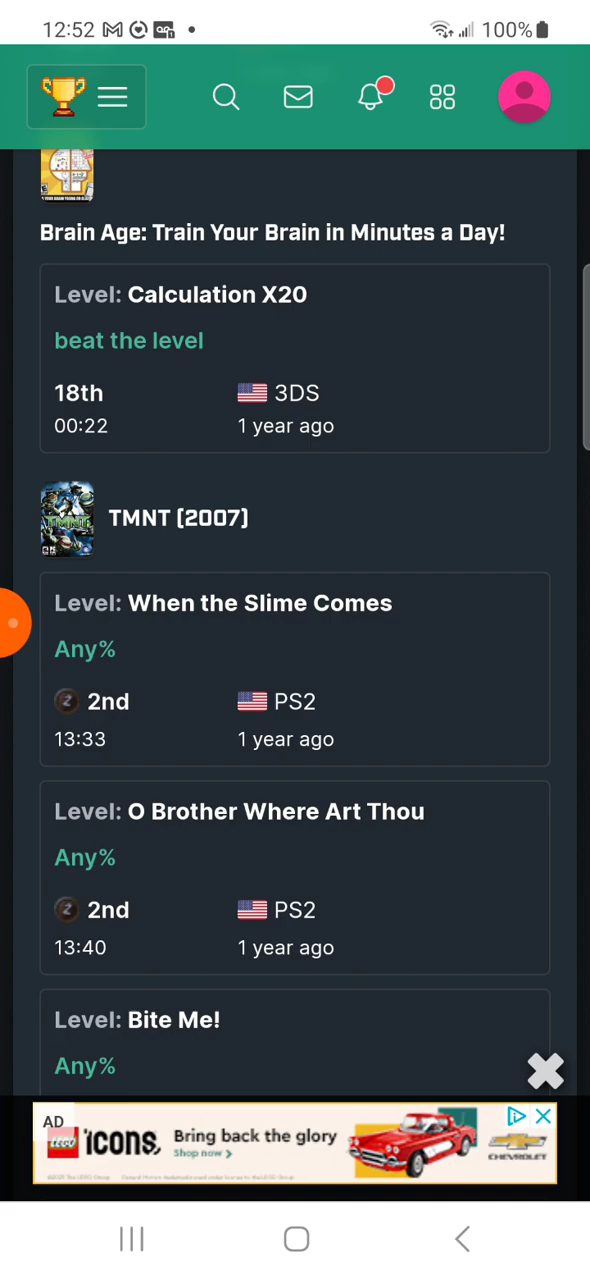 12:52
100%
Brain Age: Train Your Brain in Minutes a Day!
Level: Calculation X20
beat the level
18th
3DS
00:22
1 year ago
TMNT
TMNT (2007)
Level: When the Slime Comes
Any%
2nd
PS2
13:33
1 year ago
Level: O Brother Where Art Thou
Any%
2nd
PS2
13:40
1 year ago
Level: Bite Me!
Any%
AD
LEGO
ICONS
Bring back the glory
Shop now >
CHEVROLET